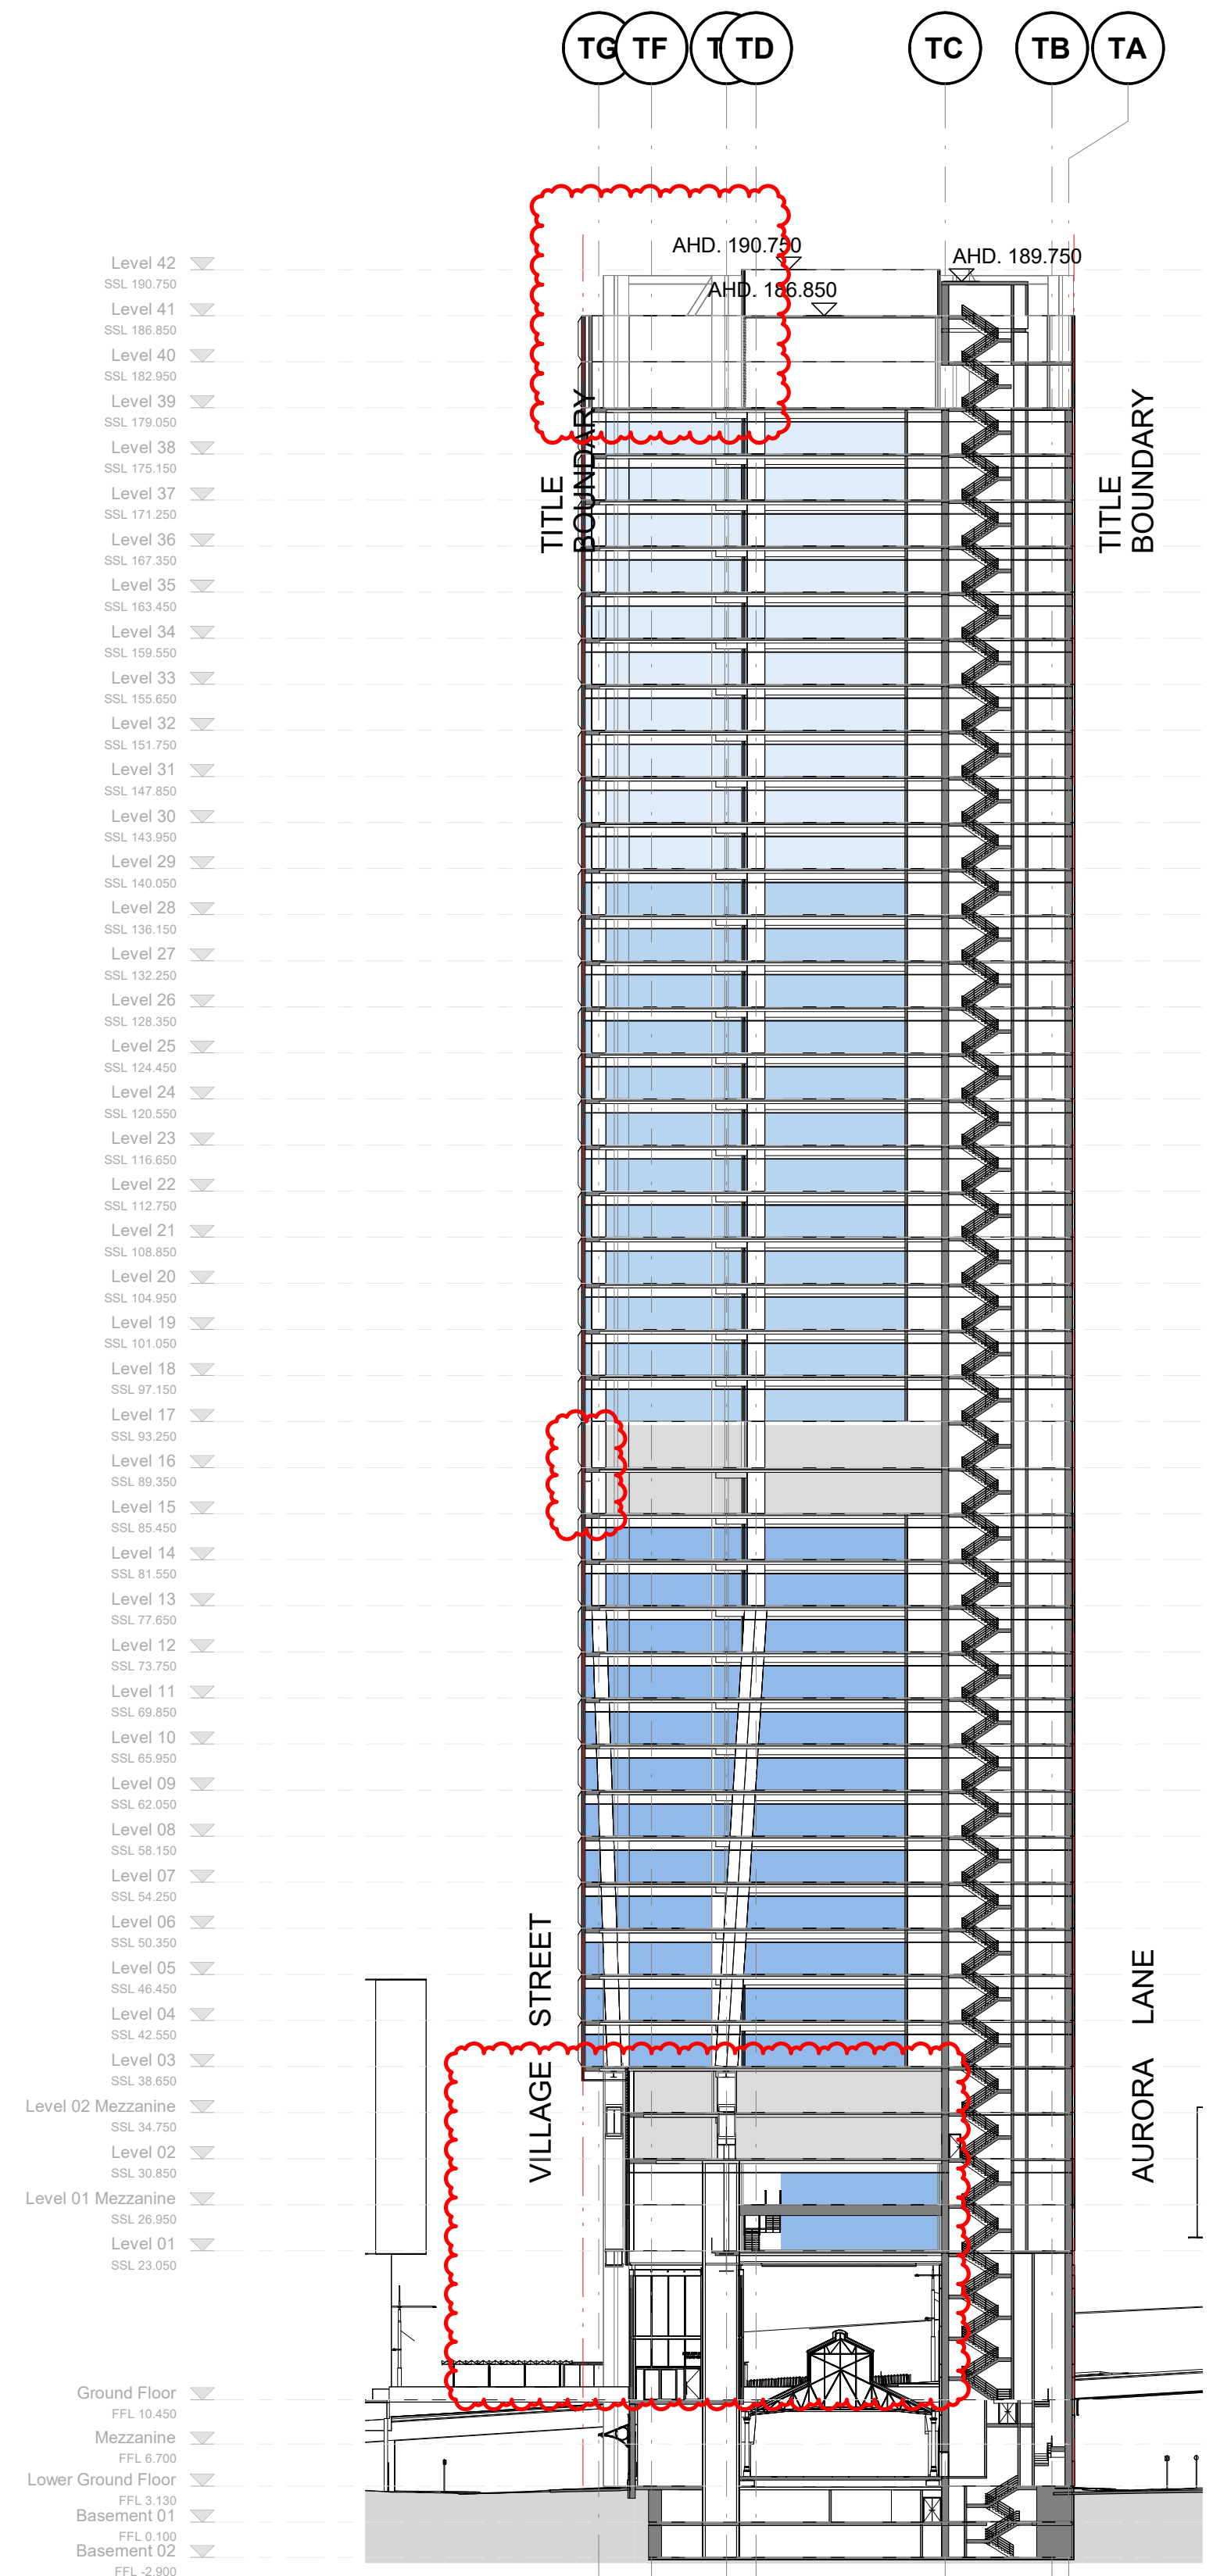 TG TF T TD TC TB TA
AHD. 190.750
AHD. 189.750
AHD. 186.850
Level 42
SSL 190.750
Level 41
SSL 186.850
Level 40
SSL 182.950
Level 39
SSL 179.050
Level 38
SSL 175.150
Level 37
SSL 171.250
Level 36
SSL 167.350
Level 35
SSL 163.450
Level 34
SSL 159.550
Level 33
SSL 155.650
Level 32
SSL 151.750
Level 31
SSL 147.850
Level 30
SSL 143.950
Level 29
SSL 140.050
Level 28
SSL 136.150
Level 27
SSL 132.250
Level 26
SSL 128.350
Level 25
SSL 124.450
Level 24
SSL 120.550
Level 23
SSL 116.650
Level 22
SSL 112.750
Level 21
SSL 108.850
Level 20
SSL 104.950
Level 19
SSL 101.050
Level 18
SSL 97.150
Level 17
SSL 93.250
Level 16
SSL 89.350
Level 15
SSL 85.450
Level 14
SSL 81.550
Level 13
SSL 77.650
Level 12
SSL 73.750
Level 11
SSL 69.850
Level 10
SSL 65.950
Level 09
SSL 62.050
Level 08
SSL 58.150
Level 07
SSL 54.250
Level 06
SSL 50.350
Level 05
SSL 46.450
Level 04
SSL 42.550
Level 03
SSL 38.650
Level 02 Mezzanine
SSL 34.750
Level 02
SSL 30.850
Level 01 Mezzanine
SSL 26.950
Level 01
SSL 23.050
Ground Floor
FFL 10.450
Mezzanine
FFL 6.700
Lower Ground Floor
FFL 3.130
Basement 01
FFL 0.100
Basement 02
FFL -2.900
TITLE
BOUNDARY
TITLE
BOUNDARY
VILLAGE STREET
AURORA LANE